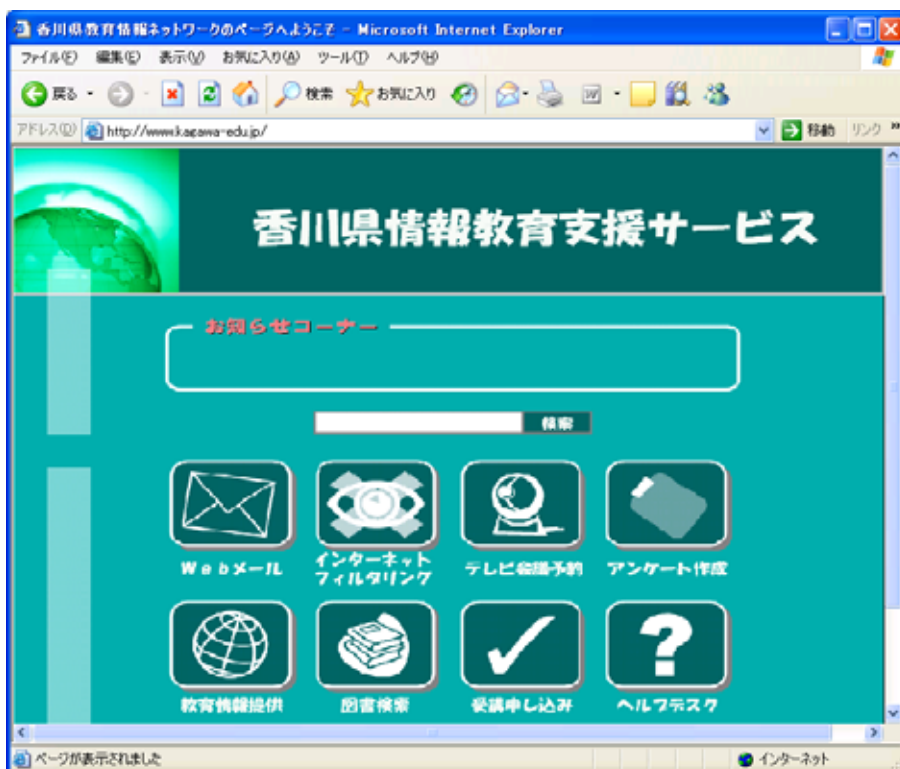 香川県教育情報ネットワークのページへようこそ - Microsoft Internet Explorer
ファイル(F) 編集(E) 表示(V) お気に入り(A) ツール(T) ヘルプ(H)
戻る 検索 お気に入り
アドレス(D) http://www.kagawa-edu.jp/ 移動 リンク
香川県情報教育支援サービス
お知らせコーナー
検索
Webメール インターネット テレビ会議予約 アンケート作成
フィルタリング
教育情報提供 図書検索 受講申し込み ヘルプデスク
ページが表示されました インターネット